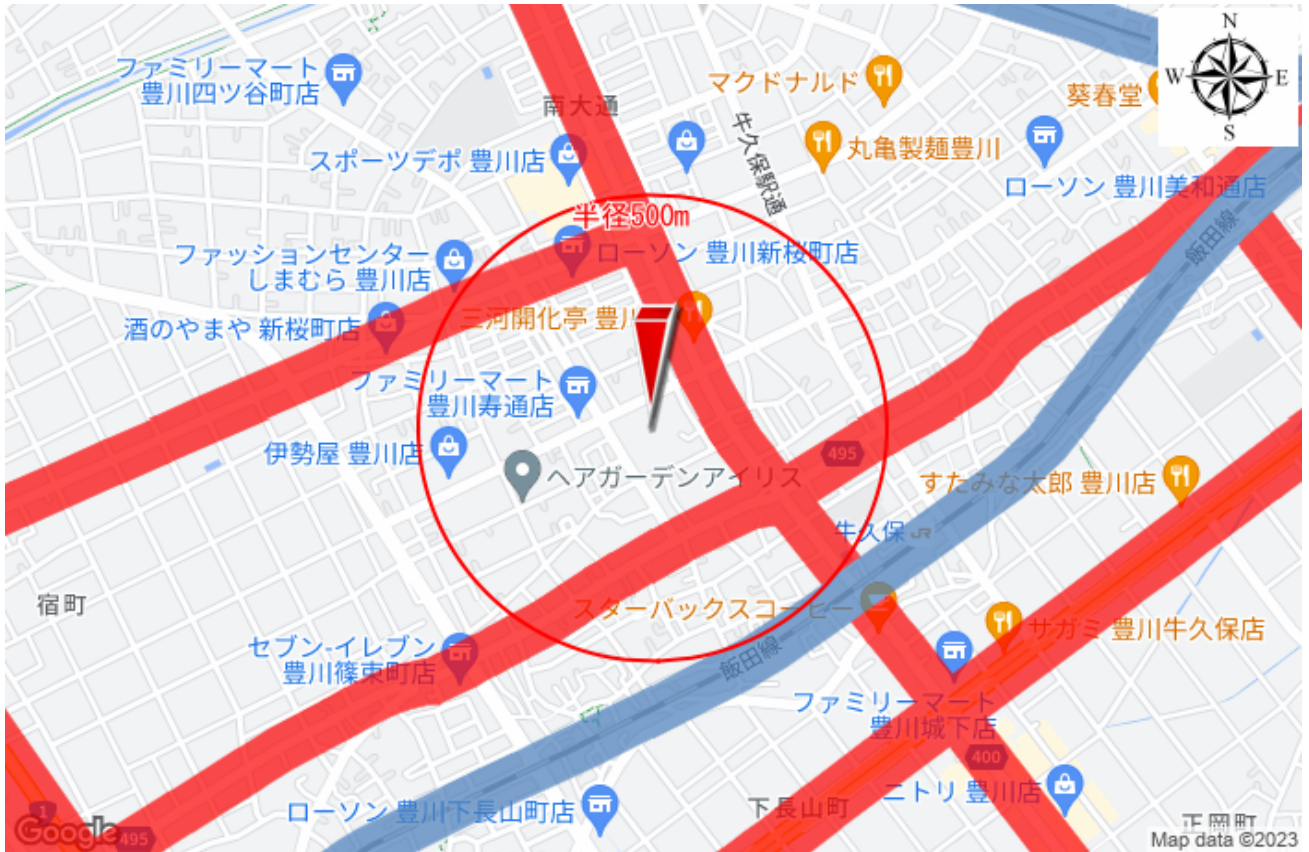 N
W
E
S
ファミリーマート
豊川四ツ谷町店
南大通
マクドナルド
葵春堂
スポーツデポ 豊川店
牛久保駅通
丸亀製麺豊川
ローソン 豊川美和通店
半径500m
ファッションセンター
しまむら 豊川店
ローソン 豊川新桜町店
飯田線
酒のやまや 新桜町店
三河開化亭 豊川
ファミリーマート
豊川寿通店
伊勢屋 豊川店
ヘアガーデンアイリス
495
すたみな太郎 豊川店
牛久保
JR
宿町
スターバックスコーヒー
サガミ 豊川牛久保店
セブン-イレブン
豊川篠束町店
飯田線
ファミリーマート
豊川城下店
400
ニトリ 豊川店
ローソン 豊川下長山町店
下長山町
正岡町
1
Google
495
Map data ©2023